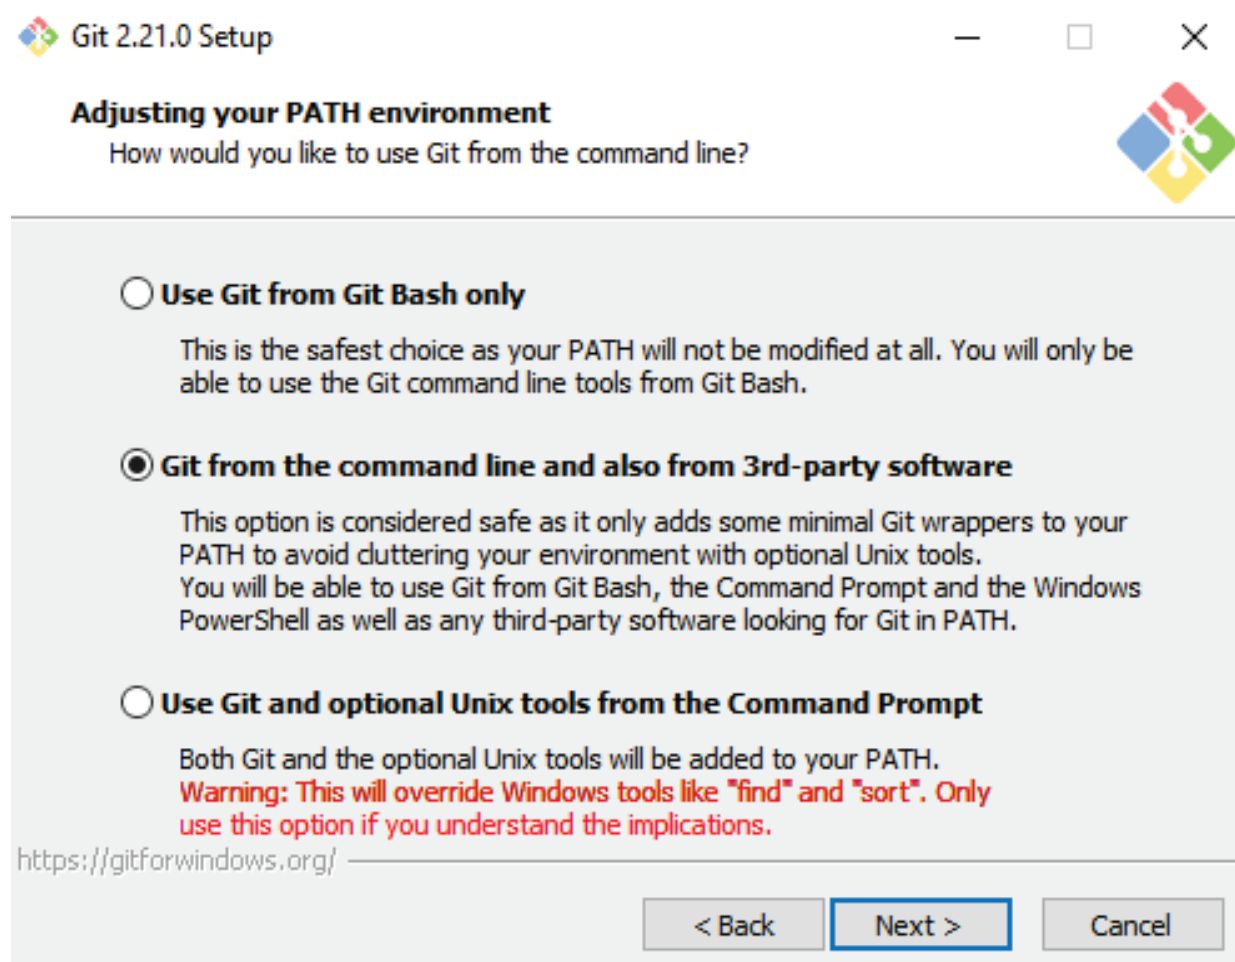 Git 2.21.0 Setup
Adjusting your PATH environment
How would you like to use Git from the command line?
Use Git from Git Bash only
This is the safest choice as your PATH will not be modified at all. You will only be
able to use the Git command line tools from Git Bash.
Git from the command line and also from 3rd-party software
This option is considered safe as it only adds some minimal Git wrappers to your
PATH to avoid cluttering your environment with optional Unix tools.
You will be able to use Git from Git Bash, the Command Prompt and the Windows
PowerShell as well as any third-party software looking for Git in PATH.
Use Git and optional Unix tools from the Command Prompt
Both Git and the optional Unix tools will be added to your PATH.
Warning: This will override Windows tools like "find" and "sort". Only
use this option if you understand the implications.
https://gitforwindows.org/
< Back Next > Cancel